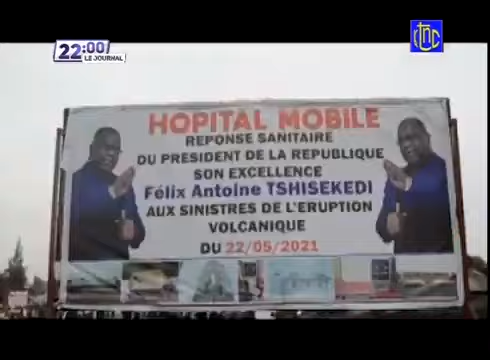 22:00
LE JOURNAL
HOPITAL MOBILE
REPONSE SANITAIRE
DU PRESIDENT DE LA REPUBLIQUE
SON EXCELLENCE
Félix Antoine TSHISEKEDI
AUX SINISTRES DE L'ERUPTION
VOLCANIQUE
DU 22/05/2021